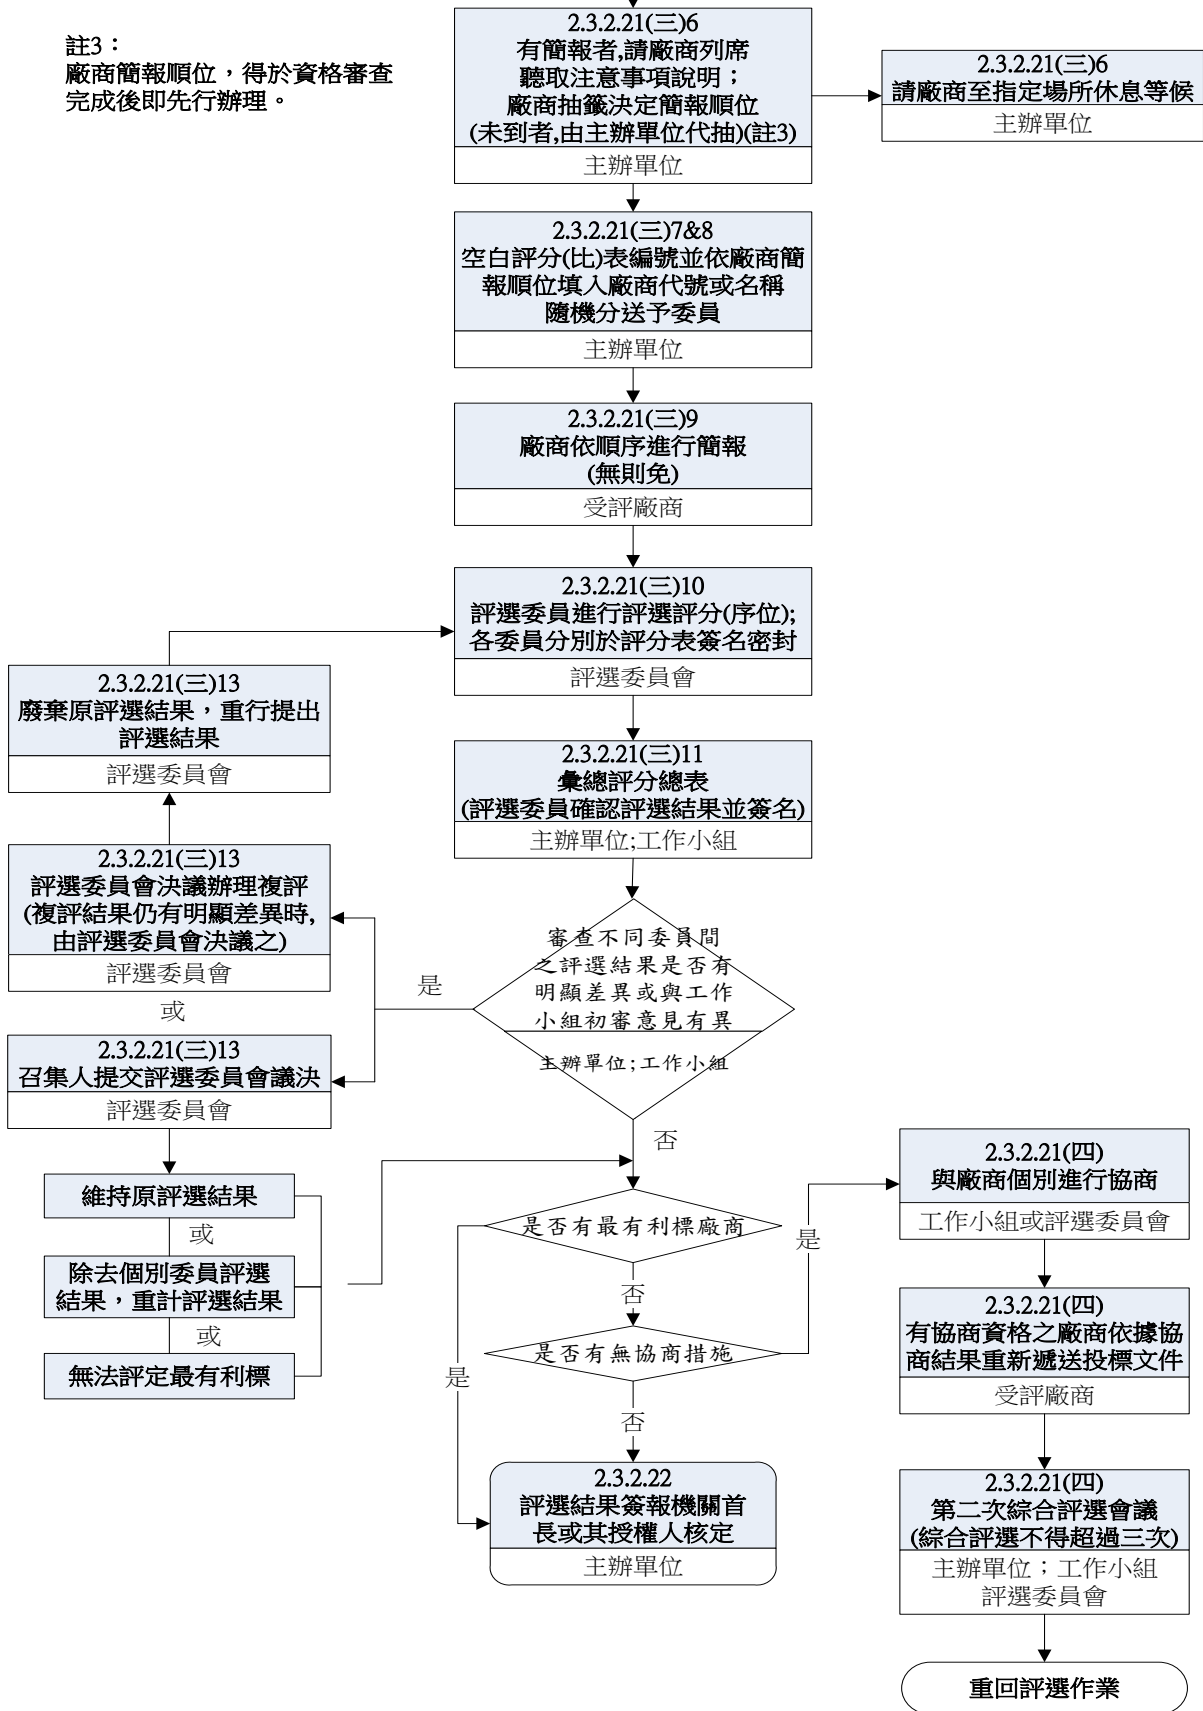 註3：
廠商簡報順位，得於資格審查
完成後即先行辦理。
2.3.2.21(三)6
有簡報者,請廠商列席
聽取注意事項說明；
廠商抽籤決定簡報順位
(未到者,由主辦單位代抽)(註3)
主辦單位
2.3.2.21(三)6
請廠商至指定場所休息等候
主辦單位
2.3.2.21(三)7&8
空白評分(比)表編號並依廠商簡
報順位填入廠商代號或名稱
隨機分送予委員
主辦單位
2.3.2.21(三)9
廠商依順序進行簡報
(無則免)
受評廠商
2.3.2.21(三)10
評選委員進行評選評分(序位);
各委員分別於評分表簽名密封
評選委員會
2.3.2.21(三)13
廢棄原評選結果，重行提出
評選結果
評選委員會
2.3.2.21(三)11
彙總評分總表
(評選委員確認評選結果並簽名)
主辦單位;工作小組
2.3.2.21(三)13
評選委員會決議辦理複評
(複評結果仍有明顯差異時,
由評選委員會決議之)
評選委員會
或
是
審查不同委員間
之評選結果是否有
明顯差異或與工作
小組初審意見有異
主辦單位;工作小組
2.3.2.21(三)13
召集人提交評選委員會議決
評選委員會
否
維持原評選結果
或
除去個別委員評選
結果，重計評選結果
或
無法評定最有利標
是否有最有利標廠商
是
否
是否有無協商措施
是
否
2.3.2.22
評選結果簽報機關首
長或其授權人核定
主辦單位
2.3.2.21(四)
與廠商個別進行協商
工作小組或評選委員會
2.3.2.21(四)
有協商資格之廠商依據協
商結果重新遞送投標文件
受評廠商
2.3.2.21(四)
第二次綜合評選會議
(綜合評選不得超過三次)
主辦單位；工作小組
評選委員會
重回評選作業